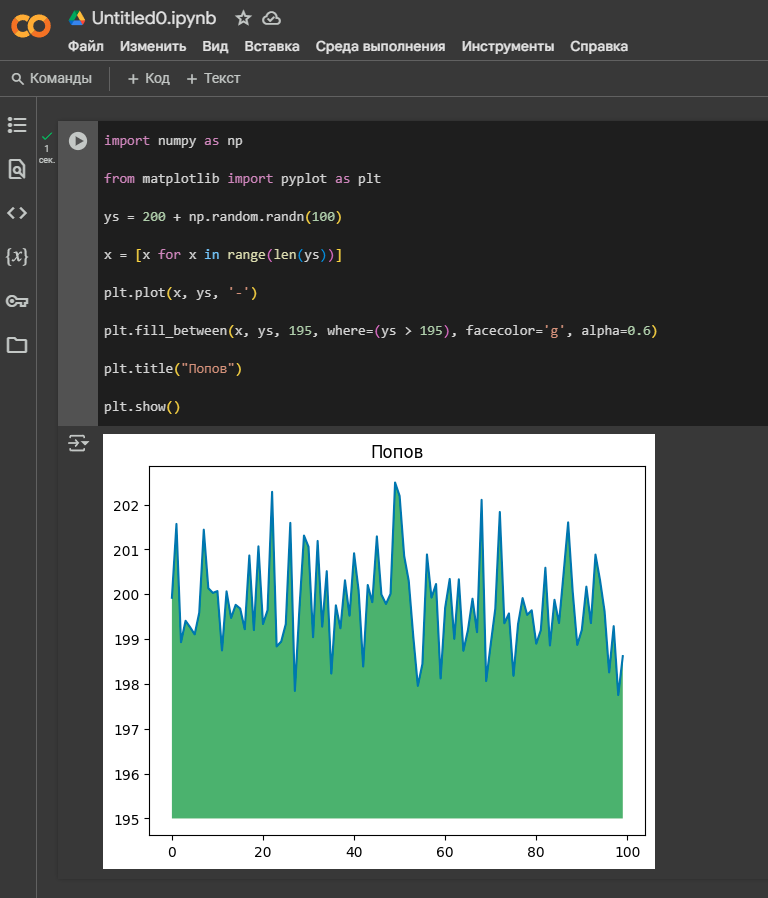 Untitled0.ipynb
Файл Изменить Вид Вставка Среда выполнения Инструменты Справка
Команды + Код + Текст
1
сек.
import numpy as np
from matplotlib import pyplot as plt
ys = 200 + np.random.randn(100)
x = [x for x in range(len(ys))]
plt.plot(x, ys, '-')
plt.fill_between(x, ys, 195, where=(ys > 195), facecolor='g', alpha=0.6)
plt.title("Попов")
plt.show()
Попов
202
201
200
199
198
197
196
195
0 20 40 60 80 100